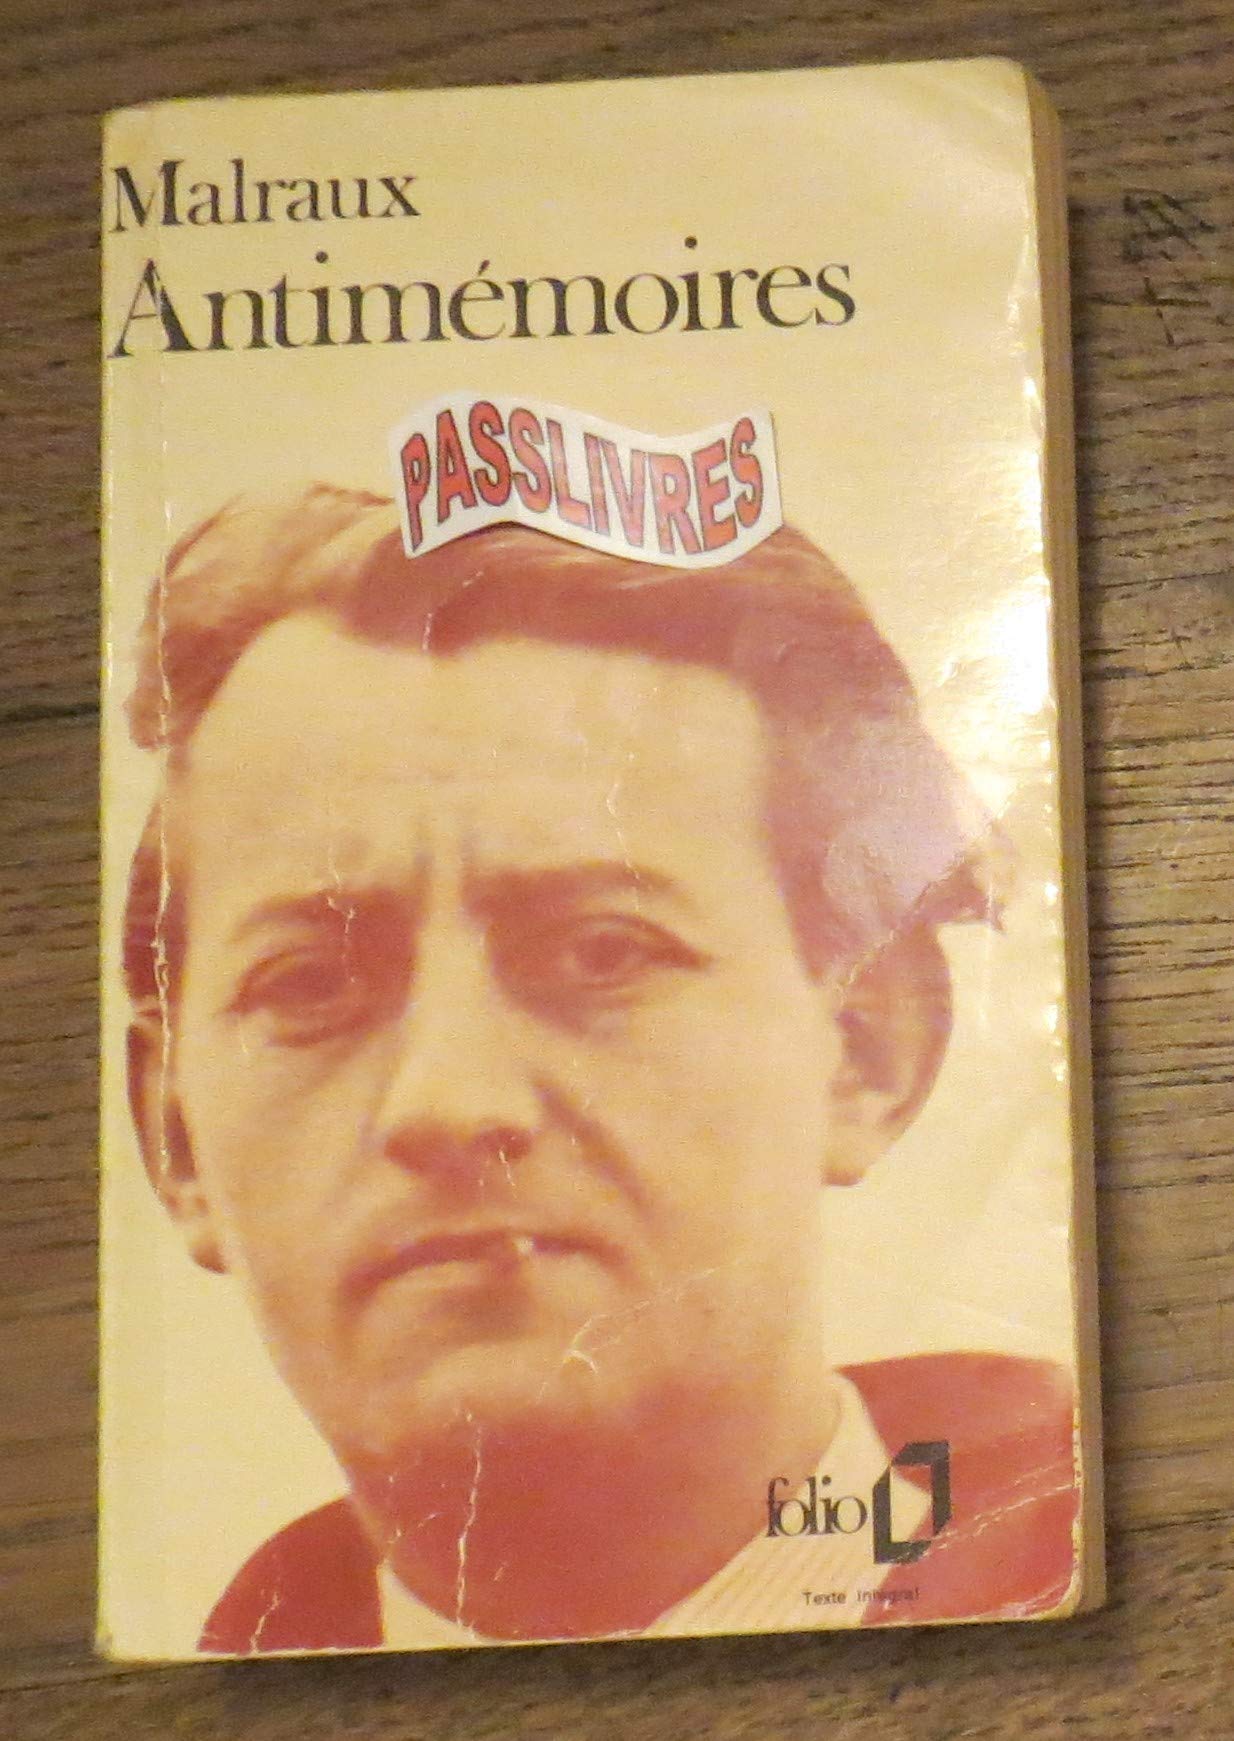 Malraux
Antimémoires
PASSLIVRES
folio
Texte intégral